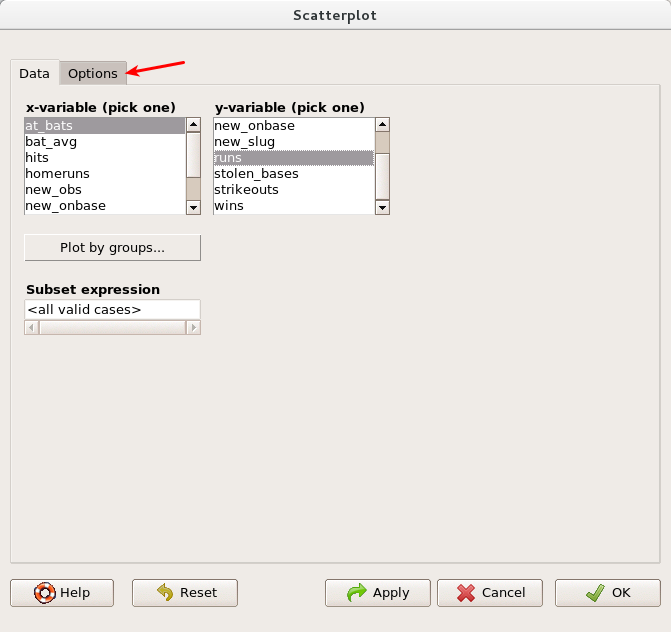 Scatterplot
Data Options
x-variable (pick one) y-variable (pick one)
at_bats new_onbase
bat_avg new_slug
hits runs
homeruns stolen_bases
new_obs strikeouts
new_onbase wins
Plot by groups...
Subset expression
<all valid cases>
Help Reset Apply Cancel OK